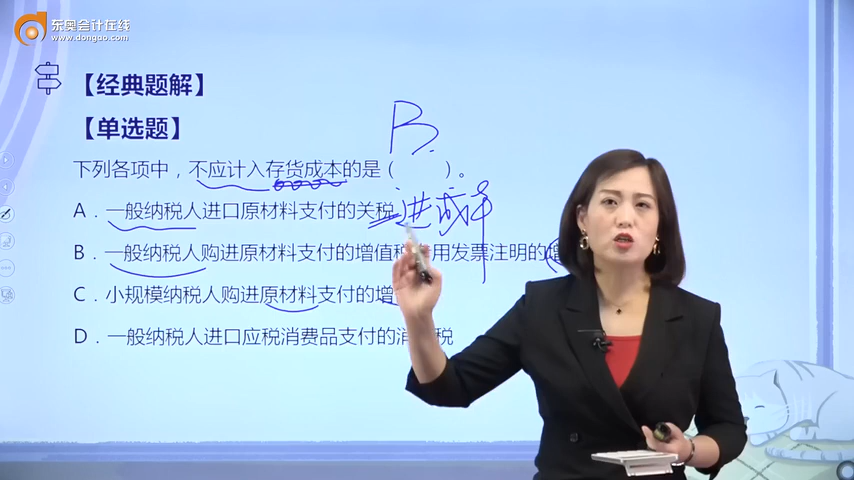 东奥会计在线
www.dongao.com
【经典题解】
【单选题】
B.
下列各项中，不应计入存货成本的是（　　）。
A．一般纳税人进口原材料支付的关税
进成本
B．一般纳税人购进原材料支付的增值税专用发票注明的增
C．小规模纳税人购进原材料支付的增
D．一般纳税人进口应税消费品支付的消费税